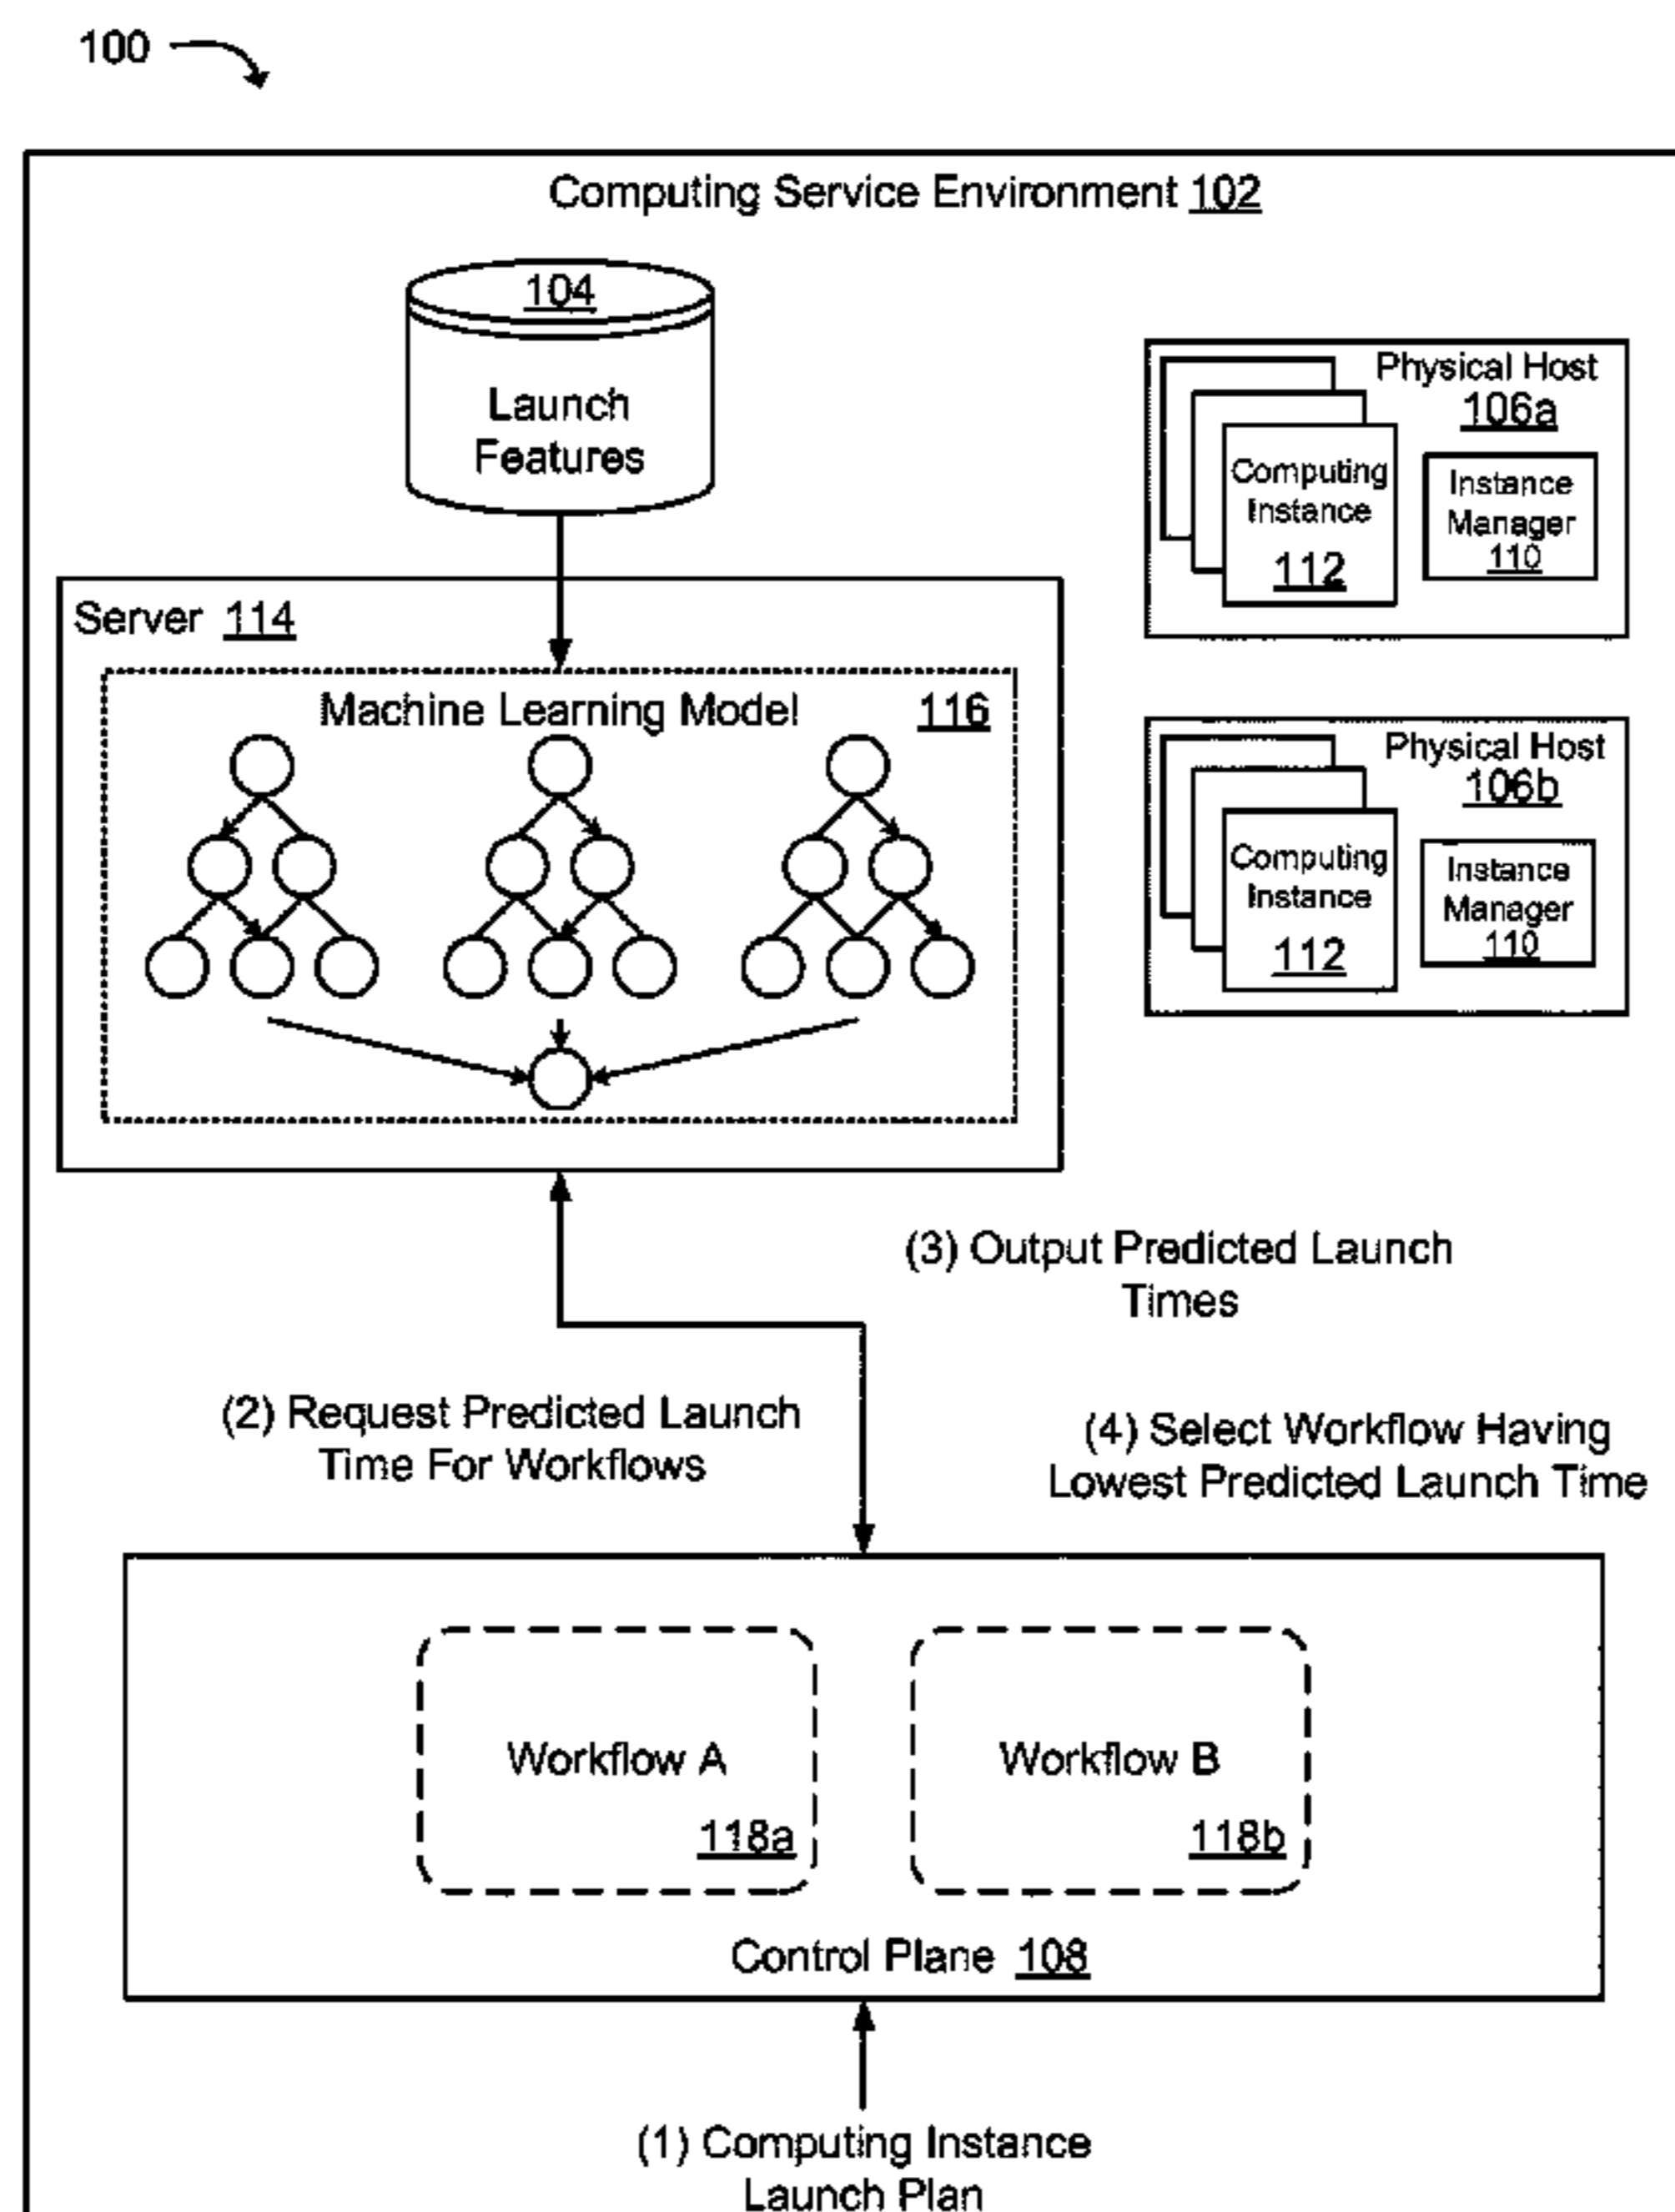 100
Computing Service Environment 102
104
Launch
Features
Physical Host
106a
Computing
Instance
112
Instance
Manager
110
Server 114
Machine Learning Model 116
Physical Host
106b
Computing
Instance
112
Instance
Manager
110
(3) Output Predicted Launch
Times
(2) Request Predicted Launch
Time For Workflows
(4) Select Workflow Having
Lowest Predicted Launch Time
Workflow A
118a
Workflow B
118b
Control Plane 108
(1) Computing Instance
Launch Plan